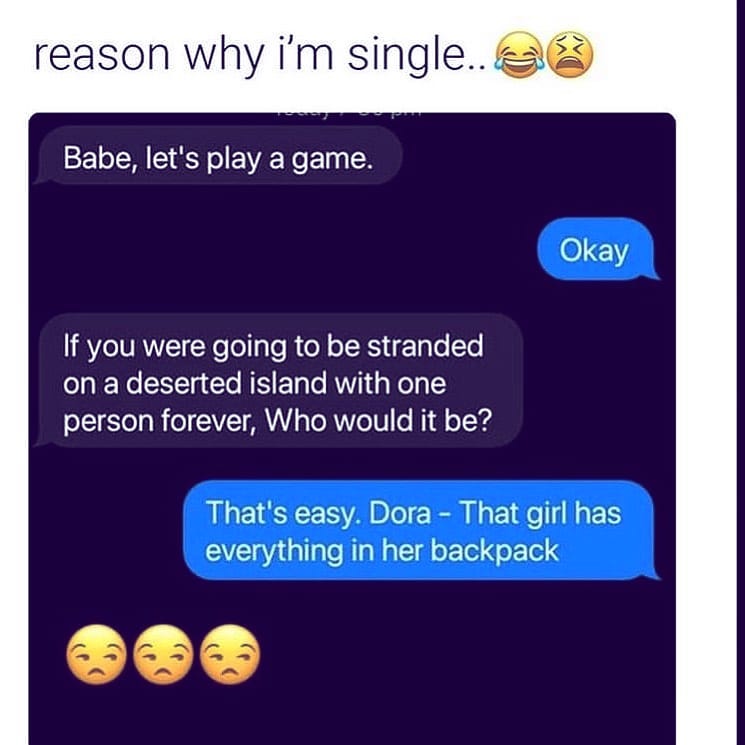 reason why i’m single..😂😫
Babe, let's play a game.
Okay
If you were going to be stranded
on a deserted island with one
person forever, Who would it be?
That's easy. Dora - That girl has
everything in her backpack
😒😒😒